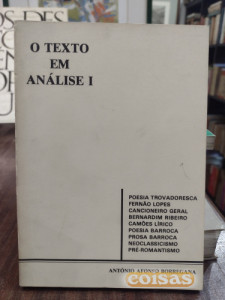 O TEXTO
EM
ANÁLISE I
POESIA TROVADORESCA
FERNÃO LOPES
CANCIONEIRO GERAL
BERNARDIM RIBEIRO
CAMÕES LÍRICO
POESIA BARROCA
PROSA BARROCA
NEOCLASSICISMO
PRÉ-ROMANTISMO
ANTÓNIO AFONSO BORREGANA
coisas